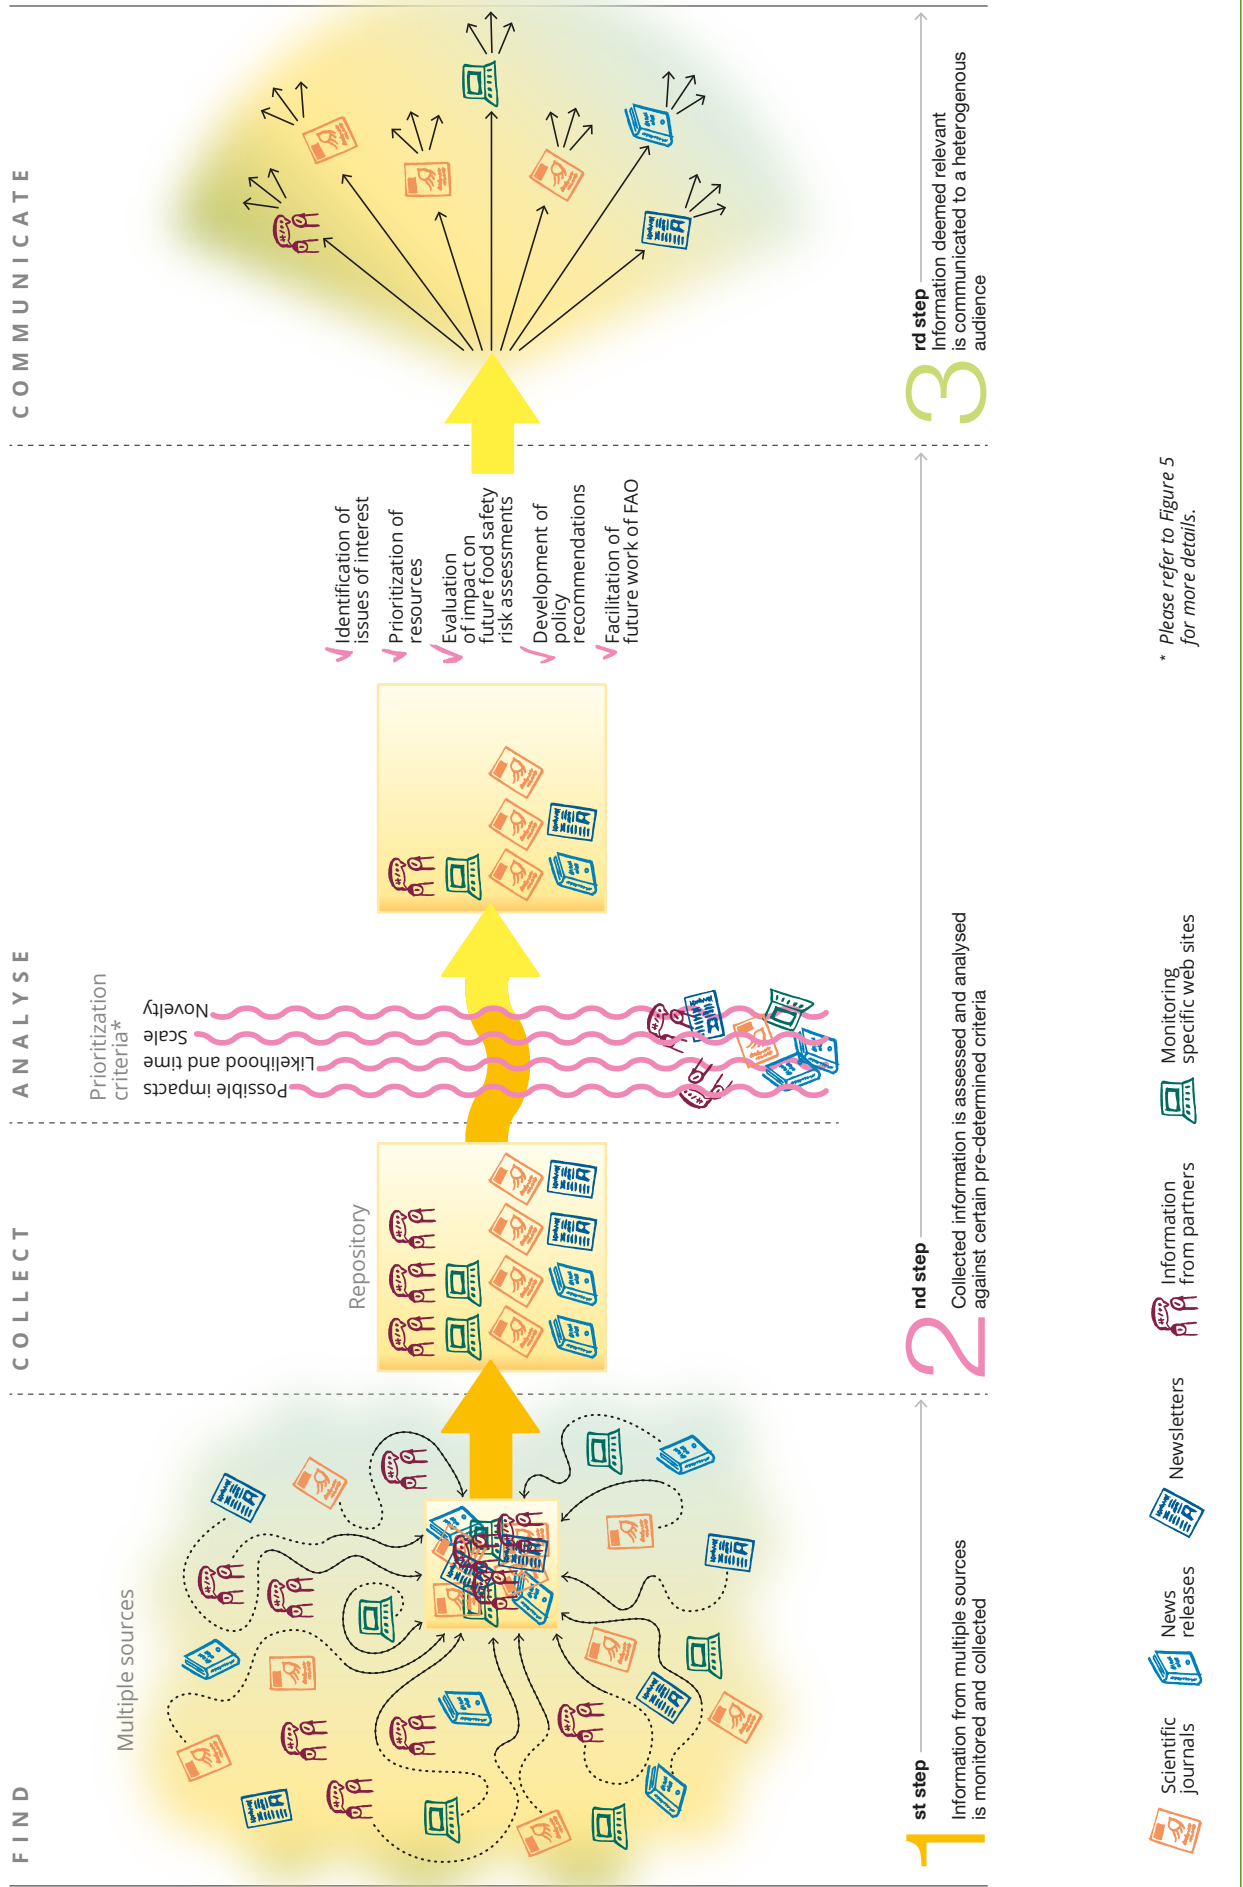 FIND
COLLECT
ANALYSE
COMMUNICATE
Multiple sources
Repository
Prioritization
criteria*
Possible impacts
Likelihood and time
Scale
Novelty
Identification of
issues of interest
Prioritization of
resources
Evaluation
of impact on
future food safety
risk assessments
Development of
policy
recommendations
Facilitation of
future work of FAO
1st step
Information from multiple sources
is monitored and collected
2nd step
Collected information is assessed and analysed
against certain pre-determined criteria
3rd step
Information deemed relevant
is communicated to a heterogenous
audience
Scientific
journals
News
releases
Newsletters
Information
from partners
Monitoring
specific web sites
* Please refer to Figure 5
for more details.